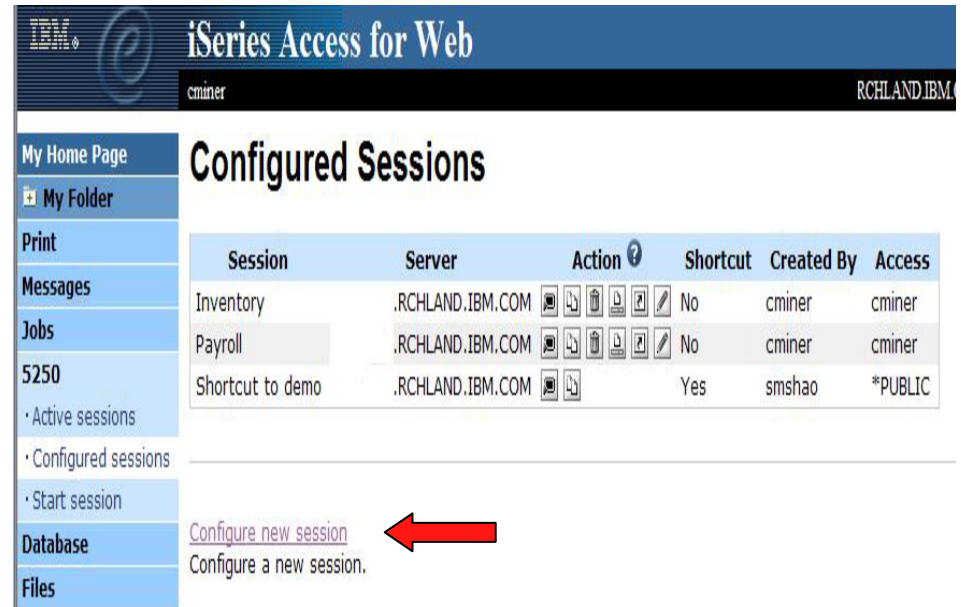 IBM®
iSeries Access for Web
cminer
RCHLAND.IBM.
My Home Page
My Folder
Print
Messages
Jobs
5250
· Active sessions
· Configured sessions
· Start session
Database
Files
Configured Sessions
Session Server Action ? Shortcut Created By Access
Inventory .RCHLAND.IBM.COM No cminer cminer
Payroll .RCHLAND.IBM.COM No cminer cminer
Shortcut to demo .RCHLAND.IBM.COM Yes smshao *PUBLIC
Configure new session
Configure a new session.